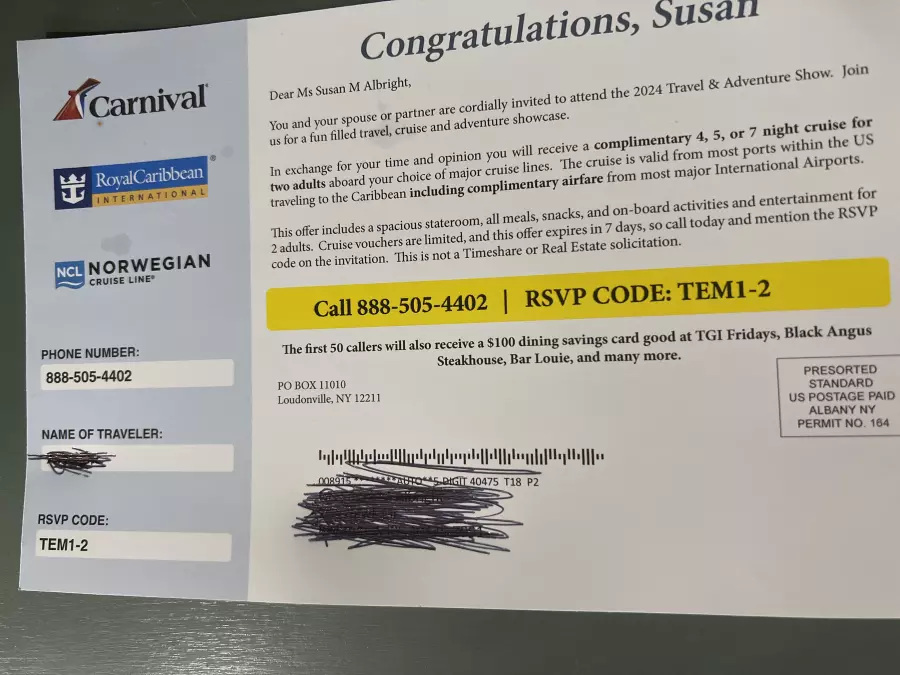 Congratulations, Susan
Carnival®
RoyalCaribbean®
INTERNATIONAL
NCL NORWEGIAN
CRUISE LINE®
PHONE NUMBER:
888-505-4402
NAME OF TRAVELER:
RSVP CODE:
TEM1-2
Dear Ms Susan M Albright,
You and your spouse or partner are cordially invited to attend the 2024 Travel & Adventure Show. Join
us for a fun filled travel, cruise and adventure showcase.
In exchange for your time and opinion you will receive a complimentary 4, 5, or 7 night cruise for
two adults aboard your choice of major cruise lines. The cruise is valid from most ports within the US
traveling to the Caribbean including complimentary airfare from most major International Airports.
This offer includes a spacious stateroom, all meals, snacks, and on-board activities and entertainment for
2 adults. Cruise vouchers are limited, and this offer expires in 7 days, so call today and mention the RSVP
code on the invitation. This is not a Timeshare or Real Estate solicitation.
Call 888-505-4402 | RSVP CODE: TEM1-2
The first 50 callers will also receive a $100 dining savings card good at TGI Fridays, Black Angus
Steakhouse, Bar Louie, and many more.
PO BOX 11010
Loudonville, NY 12211
PRESORTED
STANDARD
US POSTAGE PAID
ALBANY NY
PERMIT NO. 164
008915 *********AUTO**5-DIGIT 40475 T18 P2